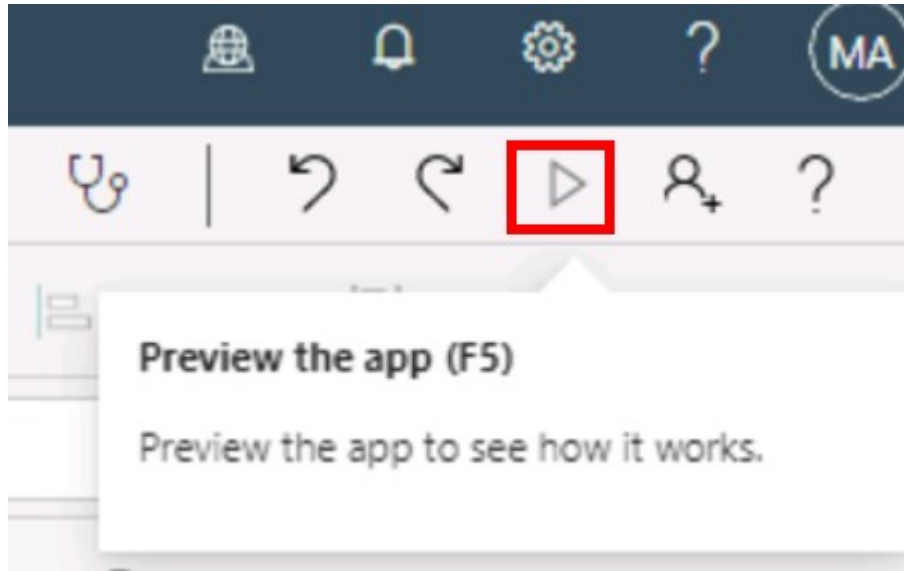 ?
MA
?
Preview the app (F5)
Preview the app to see how it works.